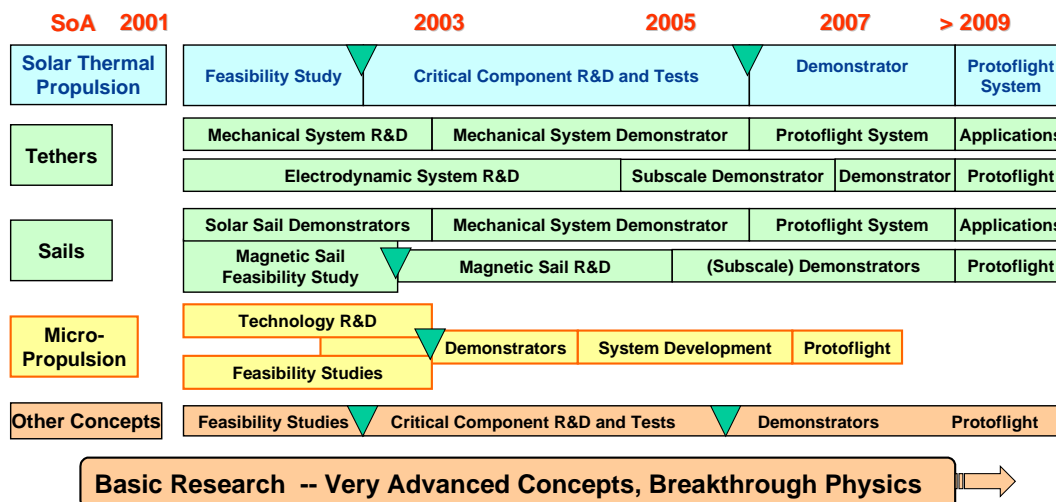 SoA 2001 2003 2005 2007 > 2009
Solar Thermal
Propulsion
Feasibility Study
Critical Component R&D and Tests
Demonstrator
Protoflight
System
Tethers
Mechanical System R&D
Mechanical System Demonstrator
Protoflight System
Applications
Electrodynamic System R&D
Subscale Demonstrator
Demonstrator
Protoflight
Sails
Solar Sail Demonstrators
Mechanical System Demonstrator
Protoflight System
Applications
Magnetic Sail
Feasibility Study
Magnetic Sail R&D
(Subscale) Demonstrators
Protoflight
Micro-
Propulsion
Technology R&D
Demonstrators
System Development
Protoflight
Feasibility Studies
Other Concepts
Feasibility Studies
Critical Component R&D and Tests
Demonstrators
Protoflight
Basic Research -- Very Advanced Concepts, Breakthrough Physics